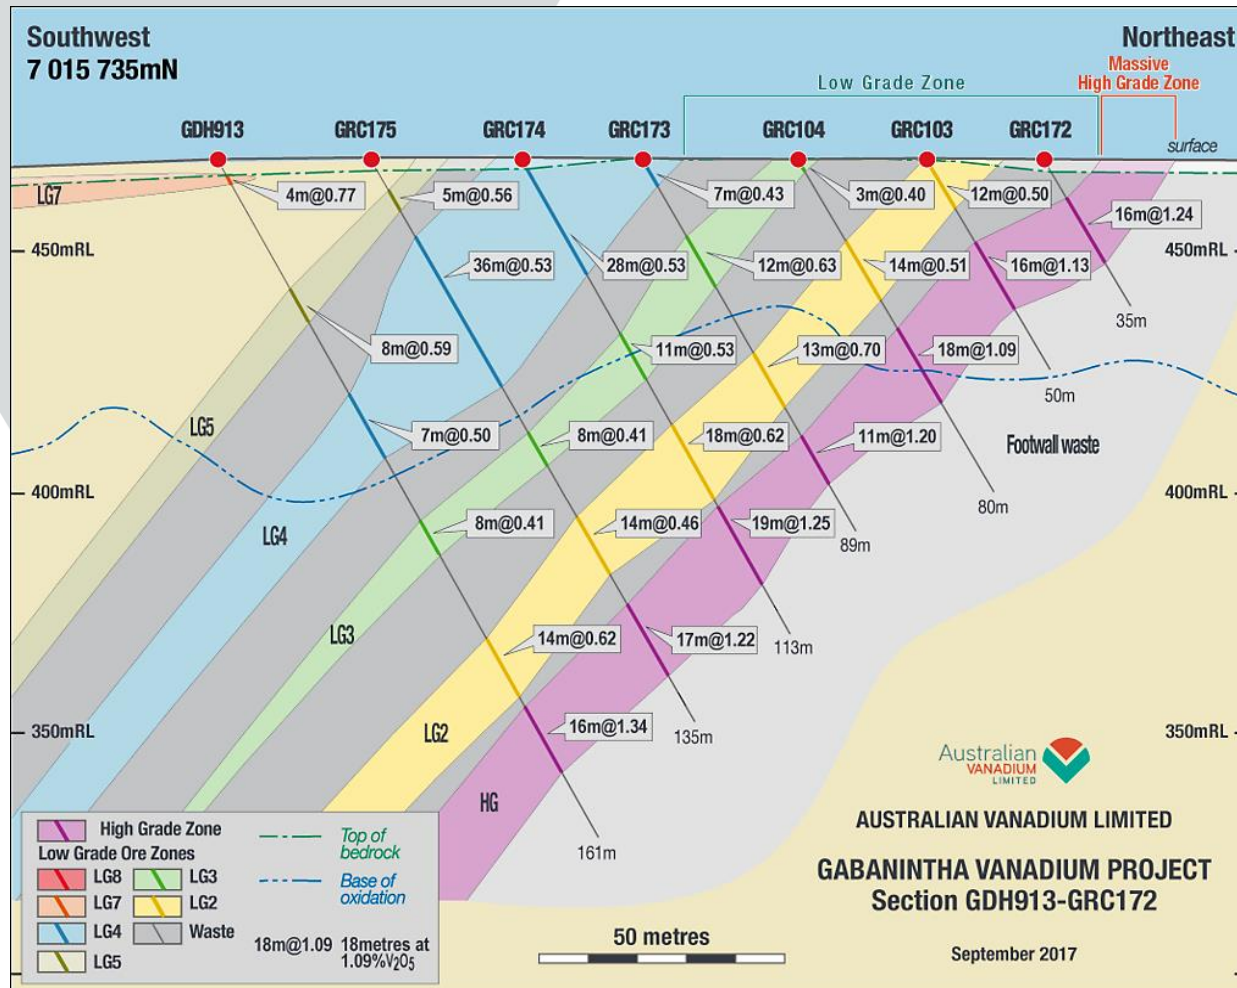 Southwest
7 015 735mN
Northeast
Massive
High Grade Zone
Low Grade Zone
GDH913
GRC175
GRC174
GRC173
GRC104
GRC103
GRC172
surface
LG7
4m@0.77
5m@0.56
7m@0.43
3m@0.40
12m@0.50
16m@1.24
450mRL
450mRL
36m@0.53
28m@0.53
12m@0.63
14m@0.51
16m@1.13
35m
8m@0.59
11m@0.53
13m@0.70
18m@1.09
50m
LG5
7m@0.50
8m@0.41
18m@0.62
11m@1.20
Footwall waste
400mRL
400mRL
80m
LG4
8m@0.41
14m@0.46
19m@1.25
89m
LG3
14m@0.62
17m@1.22
113m
350mRL
350mRL
LG2
16m@1.34
135m
HG
161m
Australian
VANADIUM
LIMITED
AUSTRALIAN VANADIUM LIMITED
GABANINTHA VANADIUM PROJECT
Section GDH913-GRC172
September 2017
50 metres
High Grade Zone
Low Grade Ore Zones
LG8
LG3
LG7
LG2
LG4
Waste
LG5
Top of
bedrock
Base of
oxidation
18m@1.09 18metres at
1.09%V₂O₅